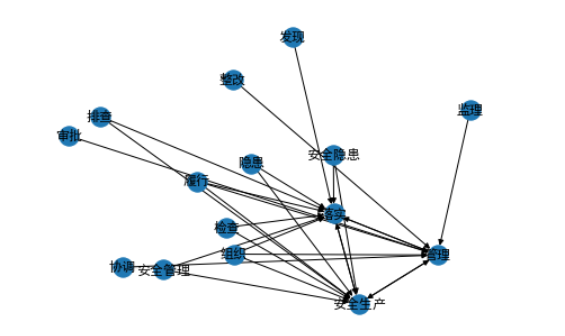 发现
整改
监理
排查
审批
安全隐患
隐患
履行
落实
检查
组织
管理
协调
安全管理
安全生产